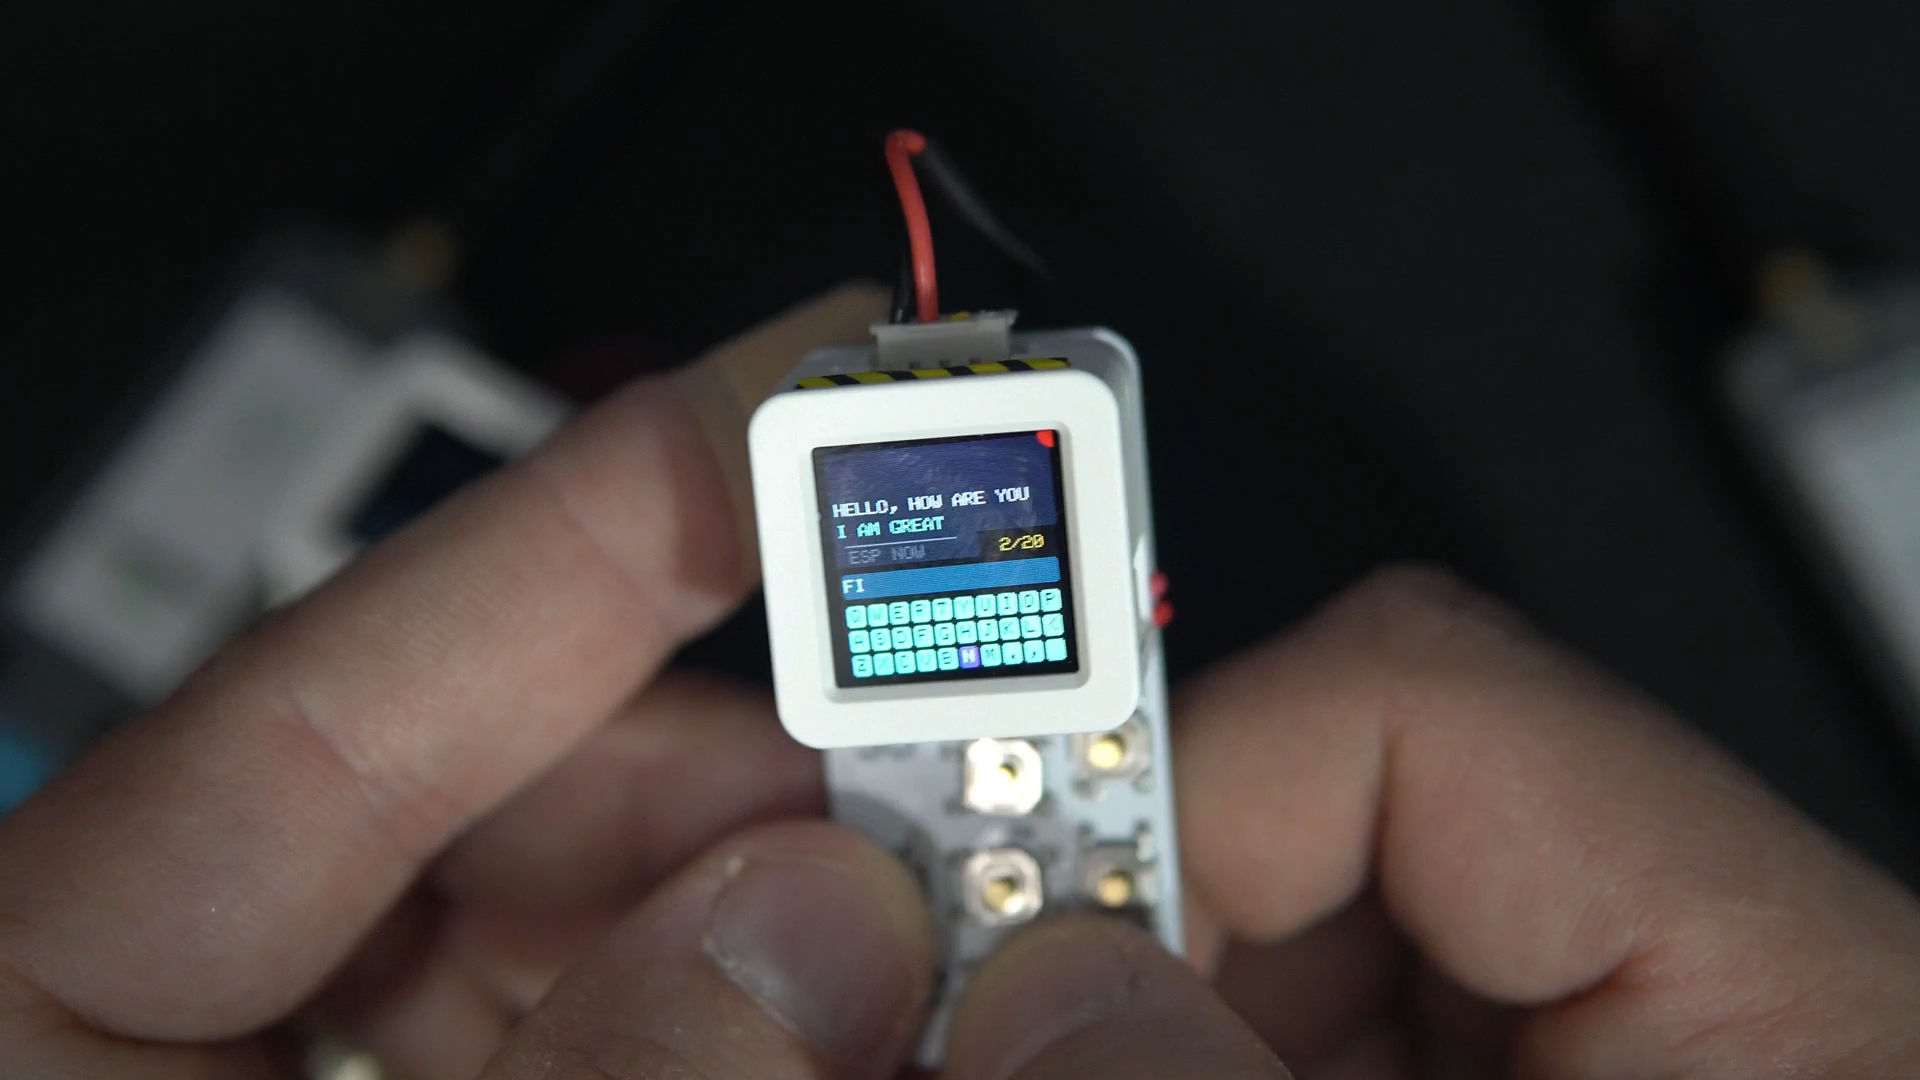 HELLO, HOW ARE YOU
I AM GREAT
ESP NOW
2/20
FI
Q W E R T Y U I O P
A S D F G H J K L <
Z X C V B N M . ,